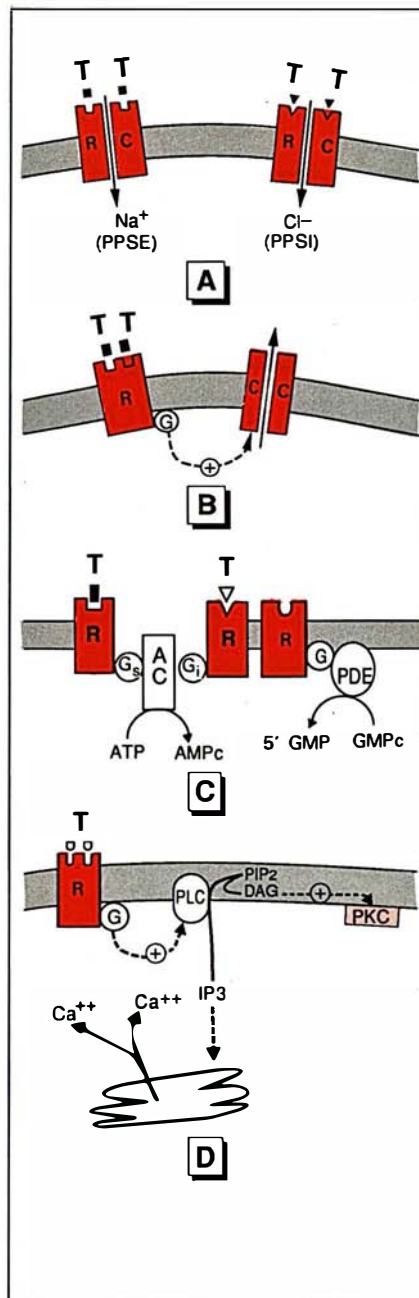 T T T T
R C R C
Na⁺ Cl–
(PPSE) (PPSI)
A
T T
R C C
G
+
B
T T
R R R
Gs AC Gi G
PDE
ATP AMPc 5' GMP GMPc
C
T
R PLC PIP2
DAG + PKC
G +
IP3
Ca⁺⁺ Ca⁺⁺
D